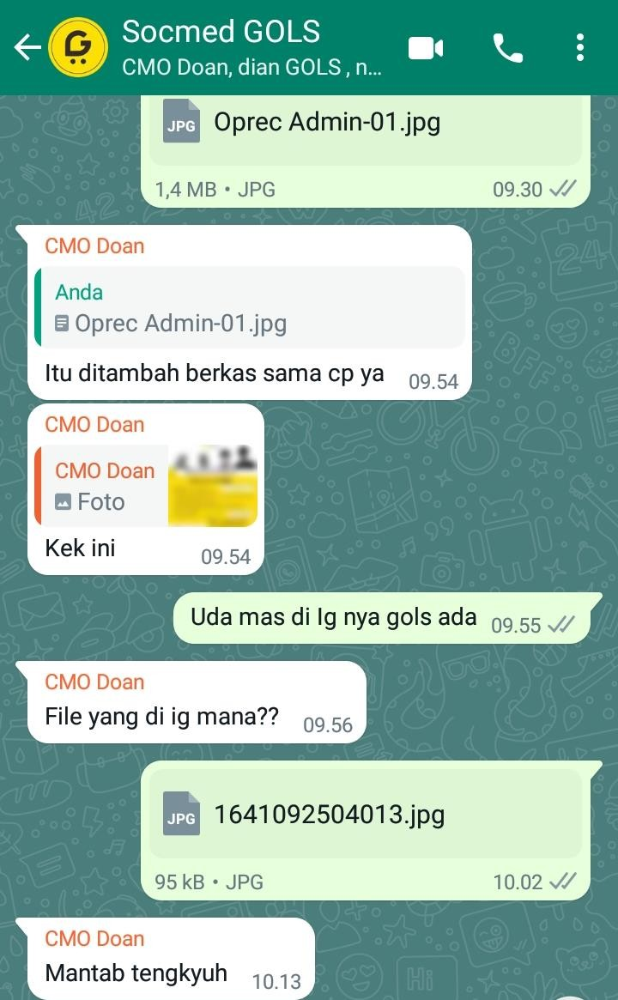 Socmed GOLS
CMO Doan, dian GOLS , n...
JPG
Oprec Admin-01.jpg
1,4 MB • JPG
09.30
CMO Doan
Anda
Oprec Admin-01.jpg
Itu ditambah berkas sama cp ya
09.54
CMO Doan
CMO Doan
Foto
Kek ini
09.54
Uda mas di Ig nya gols ada
09.55
CMO Doan
File yang di ig mana??
09.56
JPG
1641092504013.jpg
95 kB • JPG
10.02
CMO Doan
Mantab tengkyuh
10.13